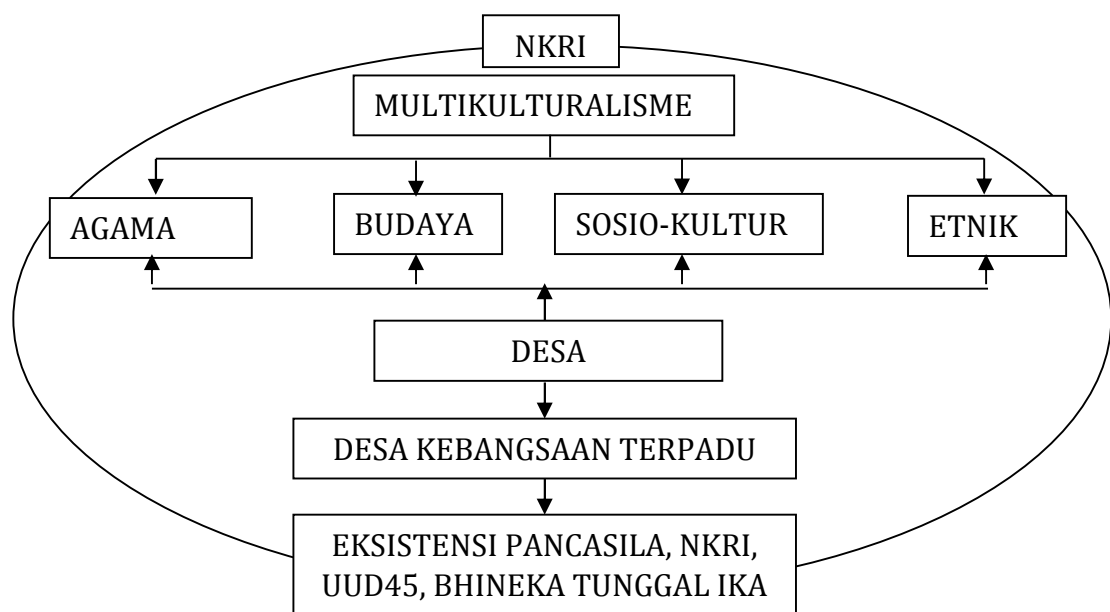 NKRI
MULTIKULTURALISME
AGAMA
BUDAYA
SOSIO-KULTUR
ETNIK
DESA
DESA KEBANGSAAN TERPADU
EKSISTENSI PANCASILA, NKRI,
UUD45, BHINEKA TUNGGAL IKA